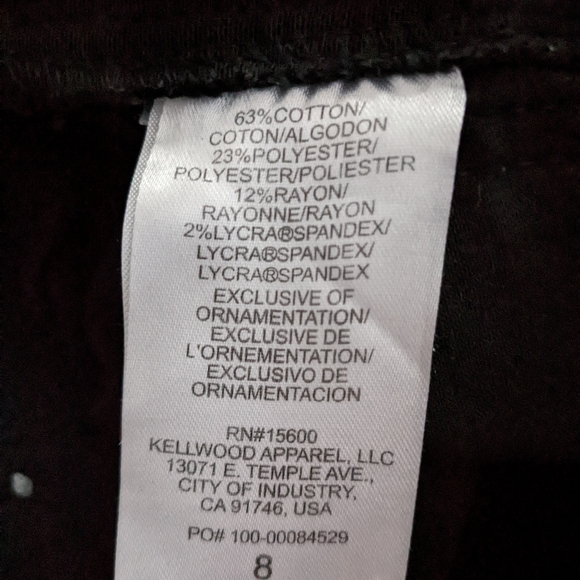 63%COTTON/
COTON/ALGODON
23%POLYESTER/
POLYESTER/POLIESTER
12%RAYON/
RAYONNE/RAYON
2%LYCRA®SPANDEX/
LYCRA®SPANDEX/
LYCRA®SPANDEX
EXCLUSIVE OF
ORNAMENTATION/
EXCLUSIVE DE
L'ORNEMENTATION/
EXCLUSIVO DE
ORNAMENTACION
RN#15600
KELLWOOD APPAREL, LLC
13071 E. TEMPLE AVE.,
CITY OF INDUSTRY,
CA 91746, USA
PO# 100-00084529
8